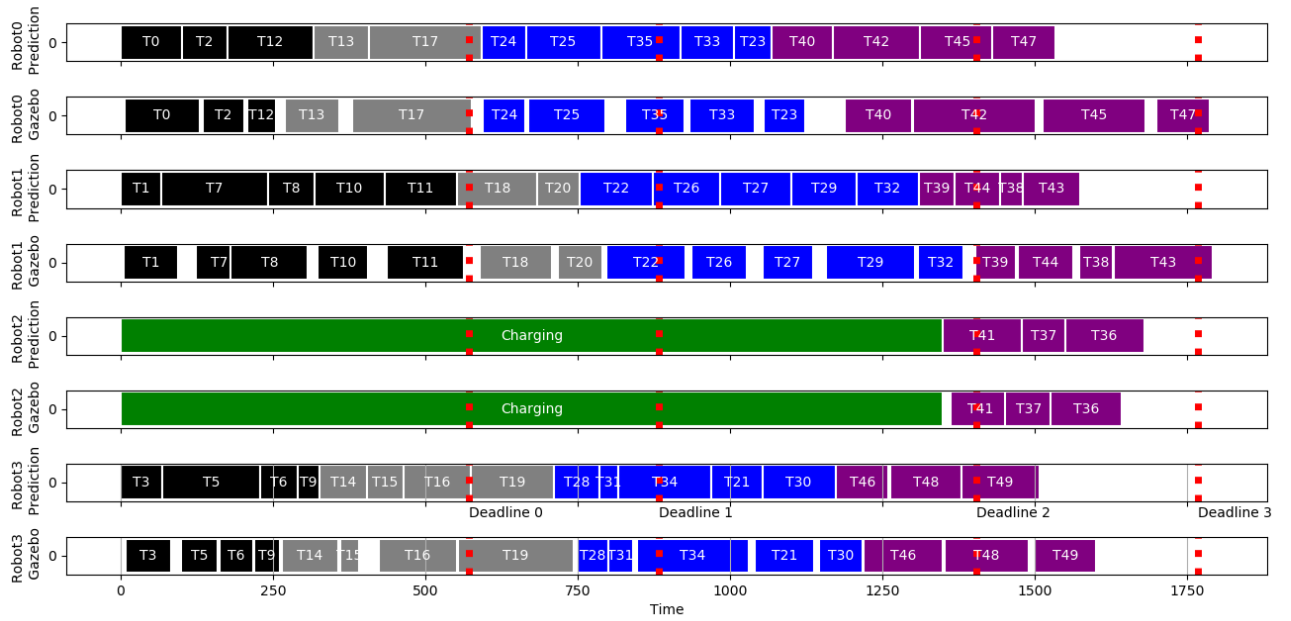 Robot0 Prediction 0 T0 T2 T12 T13 T17 T24 T25 T35 T33 T23 T40 T42 T45 T47
Robot0 Gazebo 0 T0 T2 T12 T13 T17 T24 T25 T35 T33 T23 T40 T42 T45 T47
Robot1 Prediction 0 T1 T7 T8 T10 T11 T18 T20 T22 T26 T27 T29 T32 T39 T44 T38 T43
Robot1 Gazebo 0 T1 T7 T8 T10 T11 T18 T20 T22 T26 T27 T29 T32 T39 T44 T38 T43
Robot2 Prediction 0 Charging T41 T37 T36
Robot2 Gazebo 0 Charging T41 T37 T36
Robot3 Prediction 0 T3 T5 T6 T9 T14 T15 T16 T19 T28 T31 T34 T21 T30 T46 T48 T49
Deadline 0 Deadline 1 Deadline 2 Deadline 3
Robot3 Gazebo 0 T3 T5 T6 T9 T14 T15 T16 T19 T28 T31 T34 T21 T30 T46 T48 T49
0 250 500 750 1000 1250 1500 1750
Time